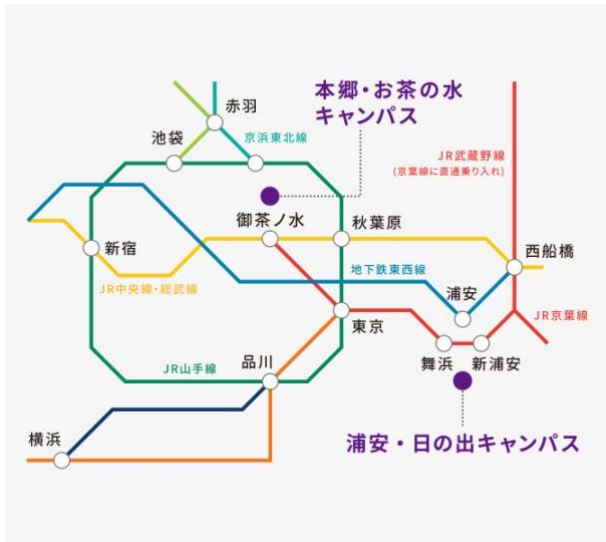 本郷・お茶の水
キャンパス
赤羽
池袋
京浜東北線
JR武蔵野線
(京葉線に直通乗り入れ)
御茶ノ水
秋葉原
新宿
西船橋
地下鉄東西線
浦安
JR中央線・総武線
東京
JR京葉線
品川
舞浜
新浦安
JR山手線
横浜
浦安・日の出キャンパス